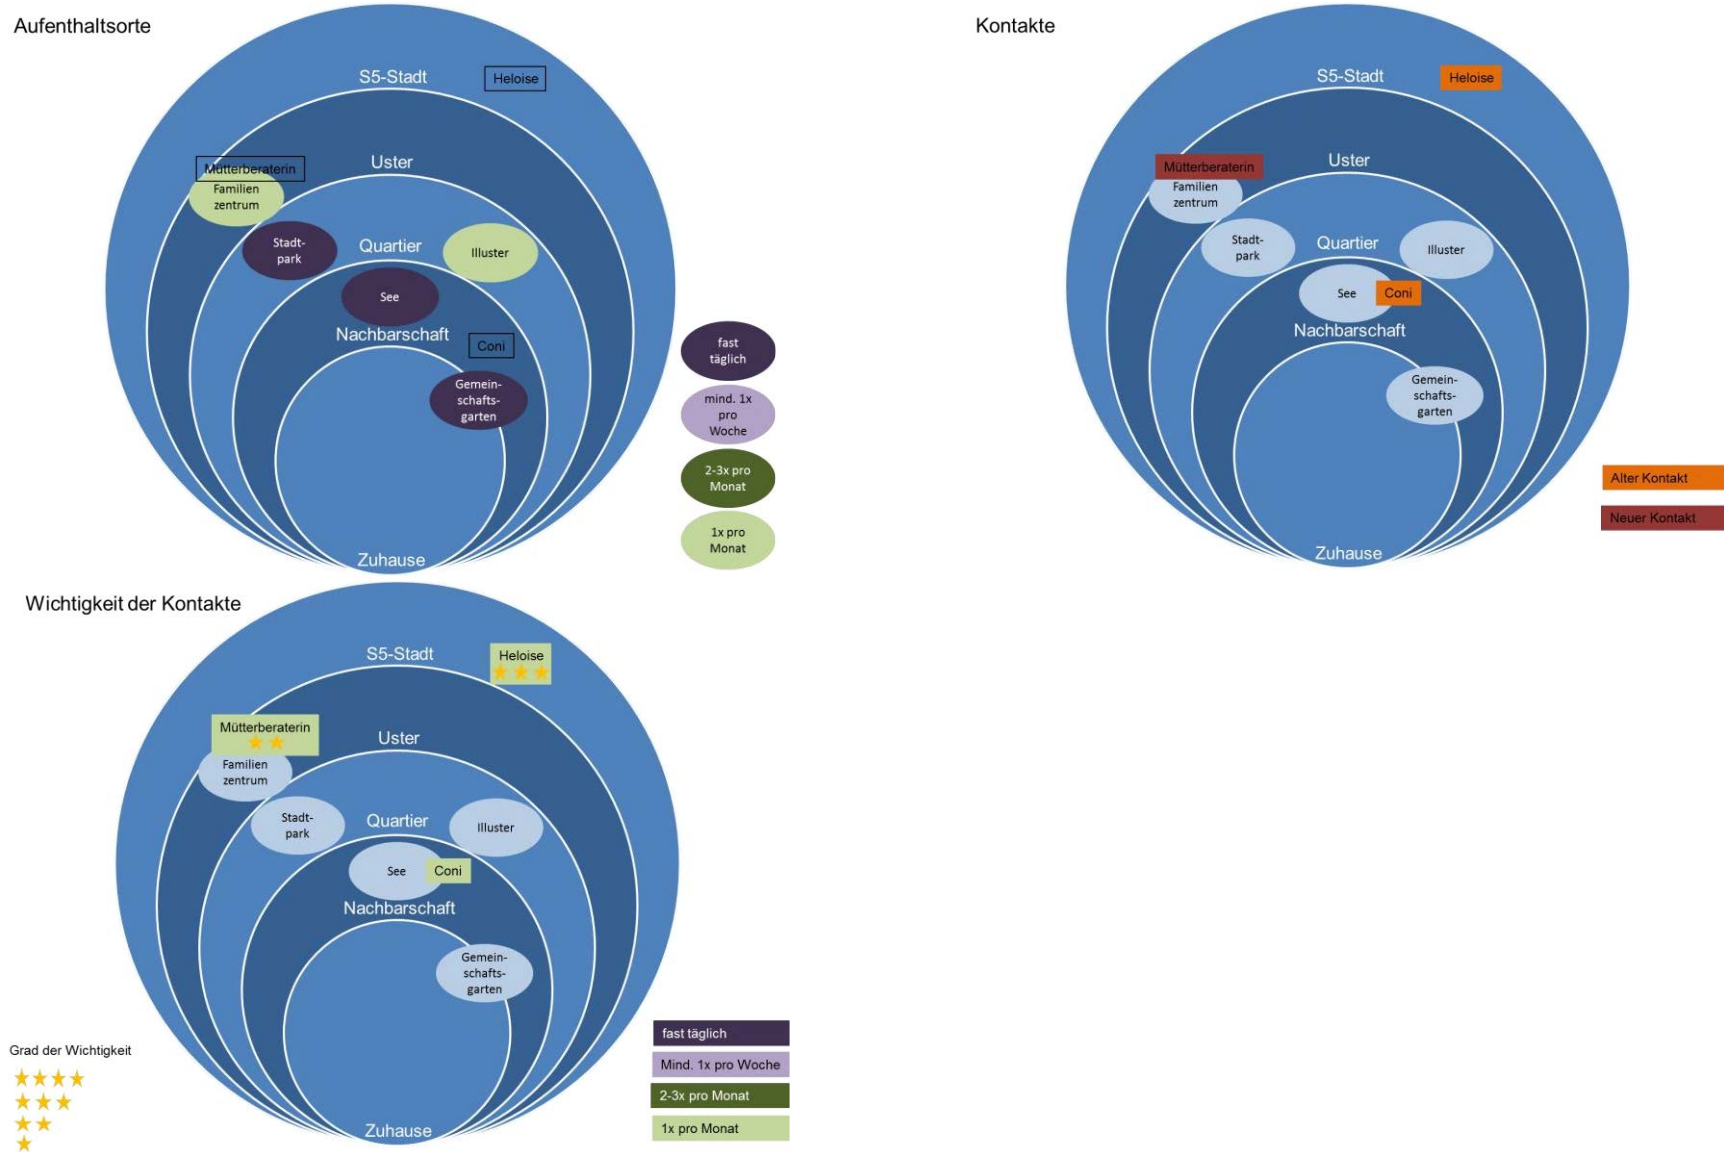 Aufenthaltsorte
S5-Stadt
Heloise
Uster
Mütterberaterin
Familien
zentrum
Stadt-
park
Quartier
Illuster
See
Nachbarschaft
Coni
Gemein-
schafts-
garten
Zuhause
fast
täglich
mind. 1x
pro
Woche
2-3x pro
Monat
1x pro
Monat
Kontakte
S5-Stadt
Heloise
Uster
Mütterberaterin
Familien
zentrum
Stadt-
park
Quartier
Illuster
See
Coni
Nachbarschaft
Gemein-
schafts-
garten
Zuhause
Alter Kontakt
Neuer Kontakt
Wichtigkeit der Kontakte
S5-Stadt
Heloise
Mütterberaterin
Uster
Familien
zentrum
Stadt-
park
Quartier
Illuster
See
Coni
Nachbarschaft
Gemein-
schafts-
garten
Zuhause
Grad der Wichtigkeit
fast täglich
Mind. 1x pro Woche
2-3x pro Monat
1x pro Monat